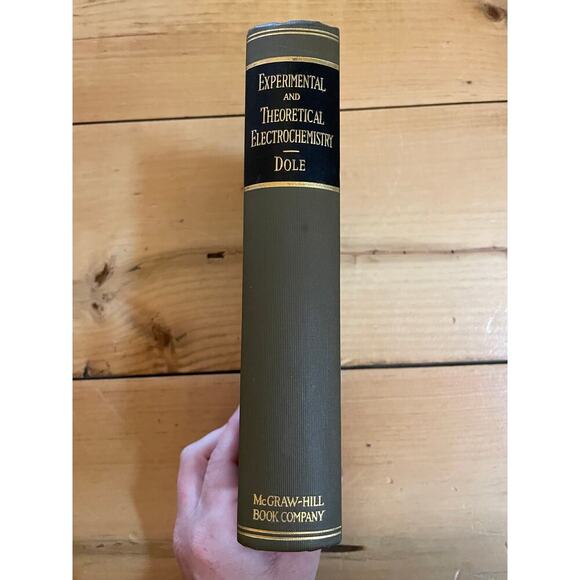 EXPERIMENTAL
AND
THEORETICAL
ELECTROCHEMISTRY
DOLE
McGRAW-HILL
BOOK COMPANY